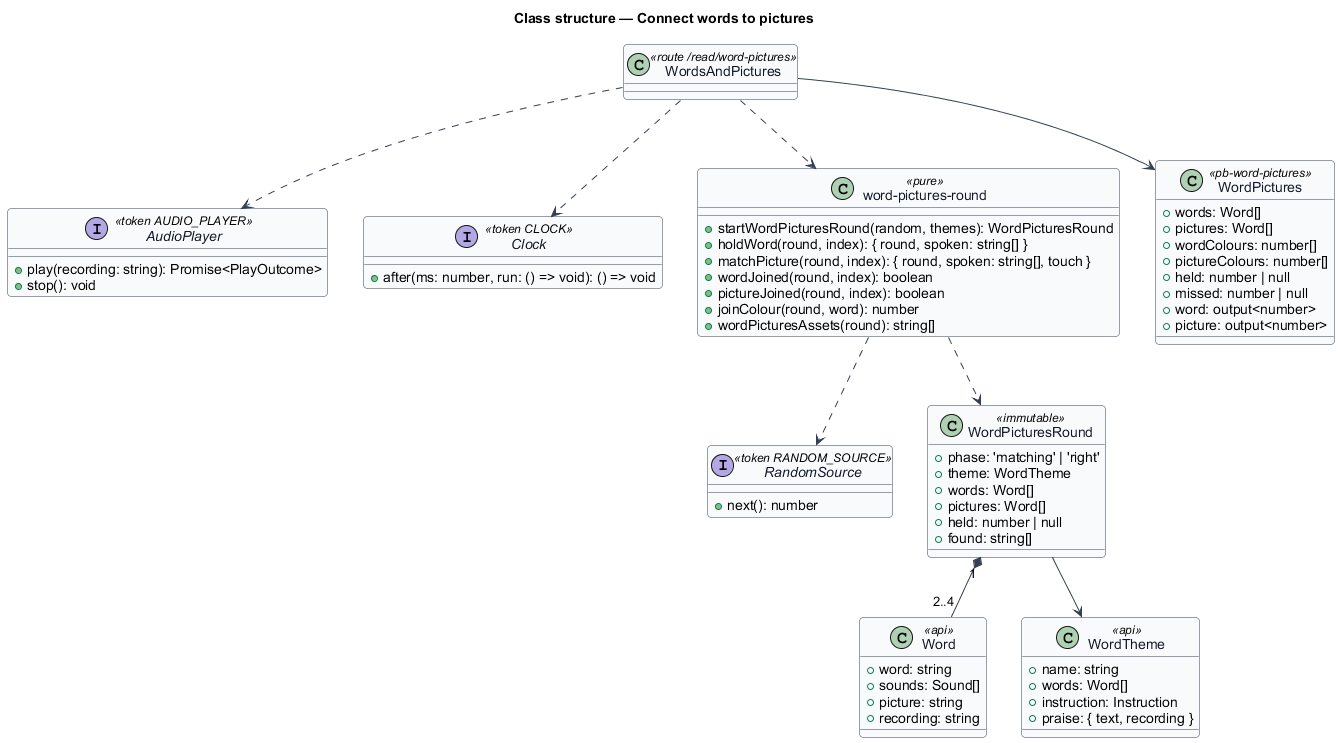 Class structure — Connect words to pictures
«route /read/word-pictures»
WordsAndPictures
«token AUDIO_PLAYER»
AudioPlayer
play(recording: string): Promise<PlayOutcome>
stop(): void
«token CLOCK»
Clock
after(ms: number, run: () => void): () => void
«pure»
word-pictures-round
startWordPicturesRound(random, themes): WordPicturesRound
holdWord(round, index): { round, spoken: string[] }
matchPicture(round, index): { round, spoken: string[], touch }
wordJoined(round, index): boolean
pictureJoined(round, index): boolean
joinColour(round, word): number
wordPicturesAssets(round): string[]
«pb-word-pictures»
WordPictures
words: Word[]
pictures: Word[]
wordColours: number[]
pictureColours: number[]
held: number | null
missed: number | null
word: output<number>
picture: output<number>
«token RANDOM_SOURCE»
RandomSource
next(): number
«immutable»
WordPicturesRound
phase: 'matching' | 'right'
theme: WordTheme
words: Word[]
pictures: Word[]
held: number | null
found: string[]
1
2..4
«api»
Word
word: string
sounds: Sound[]
picture: string
recording: string
«api»
WordTheme
name: string
words: Word[]
instruction: Instruction
praise: { text, recording }